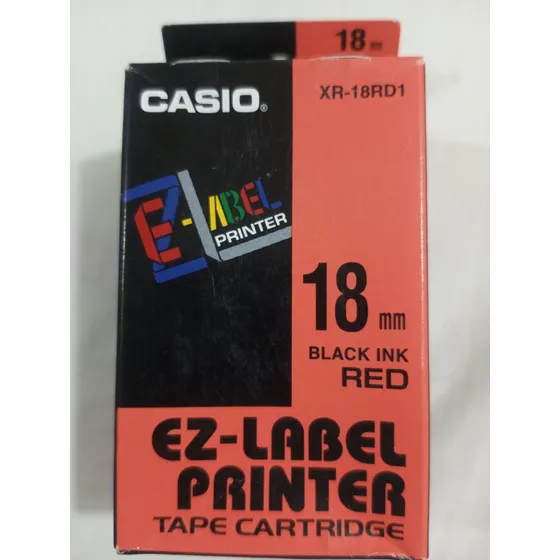 18 mm
CASIO®
XR-18RD1
EZ-LABEL
PRINTER
18 mm
BLACK INK
RED
EZ-LABEL
PRINTER
TAPE CARTRIDGE